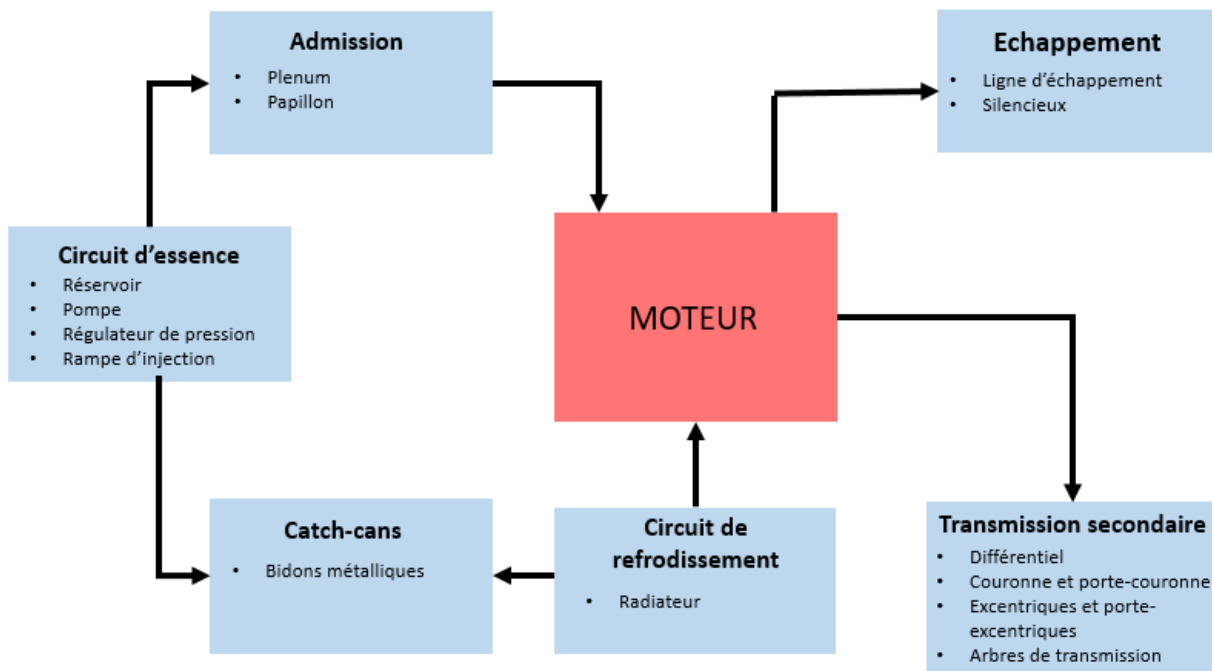 Admission
• Plenum
• Papillon
Echappement
• Ligne d'échappement
• Silencieux
Circuit d'essence
• Réservoir
• Pompe
• Régulateur de pression
• Rampe d'injection
MOTEUR
Catch-cans
• Bidons métalliques
Circuit de
refrodissement
• Radiateur
Transmission secondaire
• Différentiel
• Couronne et porte-couronne
• Excentriques et porte-
excentriques
• Arbres de transmission